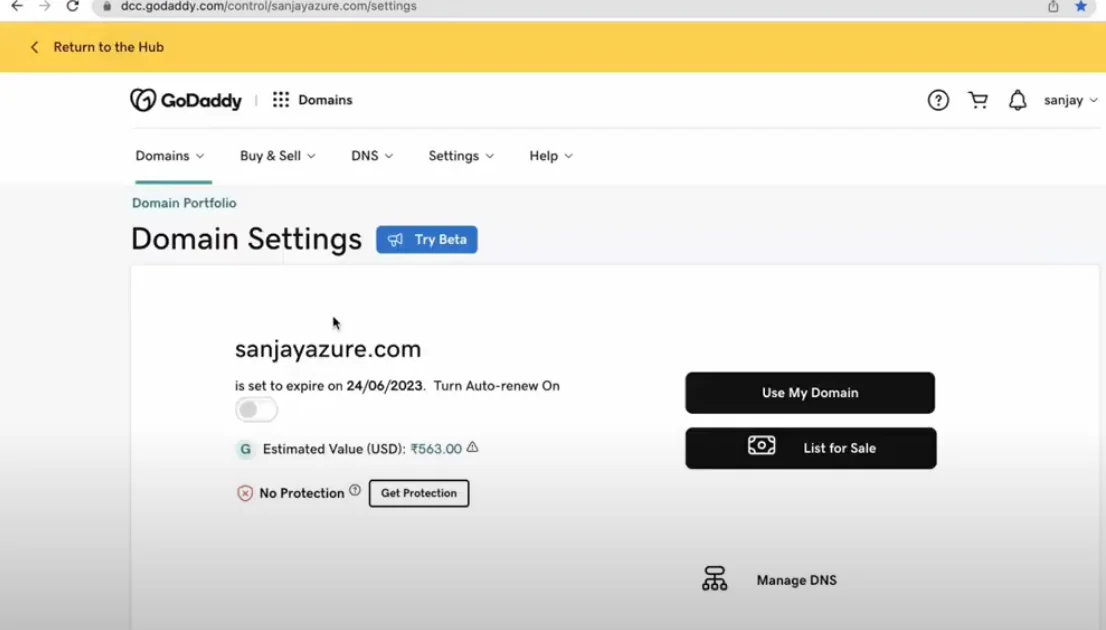 dcc.godaddy.com/control/sanjayazure.com/settings
Return to the Hub
GoDaddy
Domains
sanjay
Domains
Buy & Sell
DNS
Settings
Help
Domain Portfolio
Domain Settings
Try Beta
sanjayazure.com
is set to expire on 24/06/2023. Turn Auto-renew On
Use My Domain
G Estimated Value (USD): ₹563.00
List for Sale
No Protection
Get Protection
Manage DNS